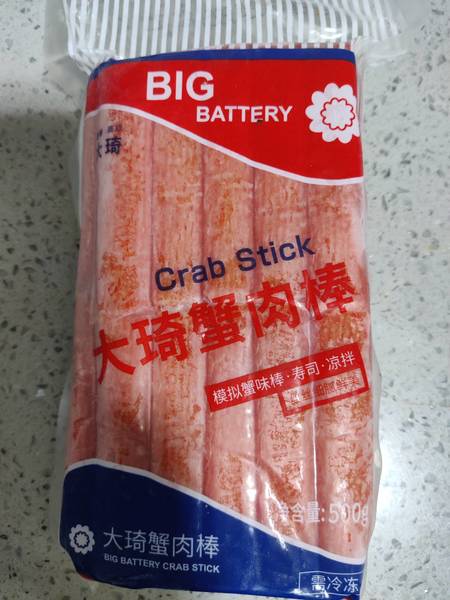 BIG
BATTERY
大琦
Crab Stick
大琦蟹肉棒
模拟蟹味棒·寿司·凉拌
净含量:500g
大琦蟹肉棒
BIG BATTERY CRAB STICK
需冷冻